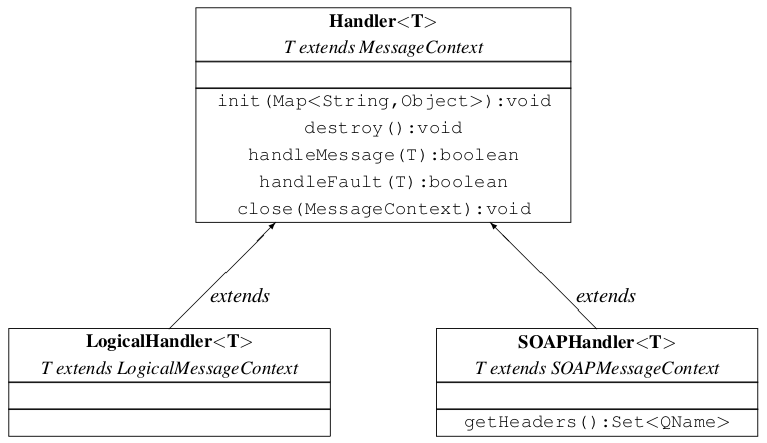 Handler<T>
T extends MessageContext
init(Map<String,Object>):void
destroy():void
handleMessage(T):boolean
handleFault(T):boolean
close(MessageContext):void
extends
extends
LogicalHandler<T>
T extends LogicalMessageContext
SOAPHandler<T>
T extends SOAPMessageContext
getHeaders():Set<QName>